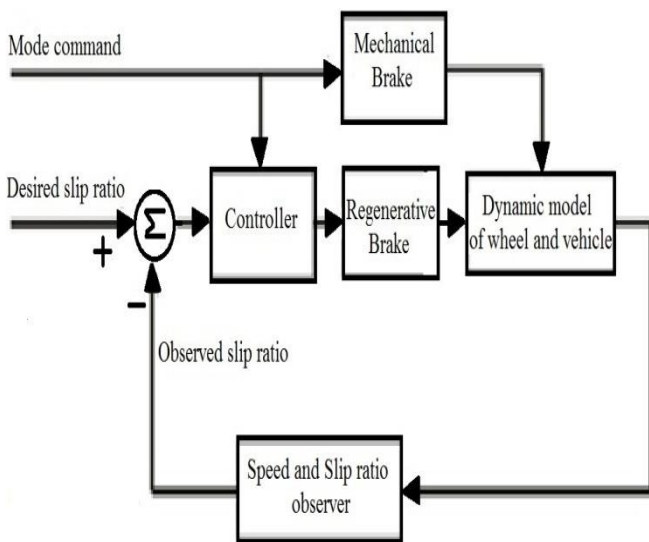 Mode command
Mechanical
Brake
Desired slip ratio
Σ
+
−
Controller
Regenerative
Brake
Dynamic model
of wheel and vehicle
Observed slip ratio
Speed and Slip ratio
observer